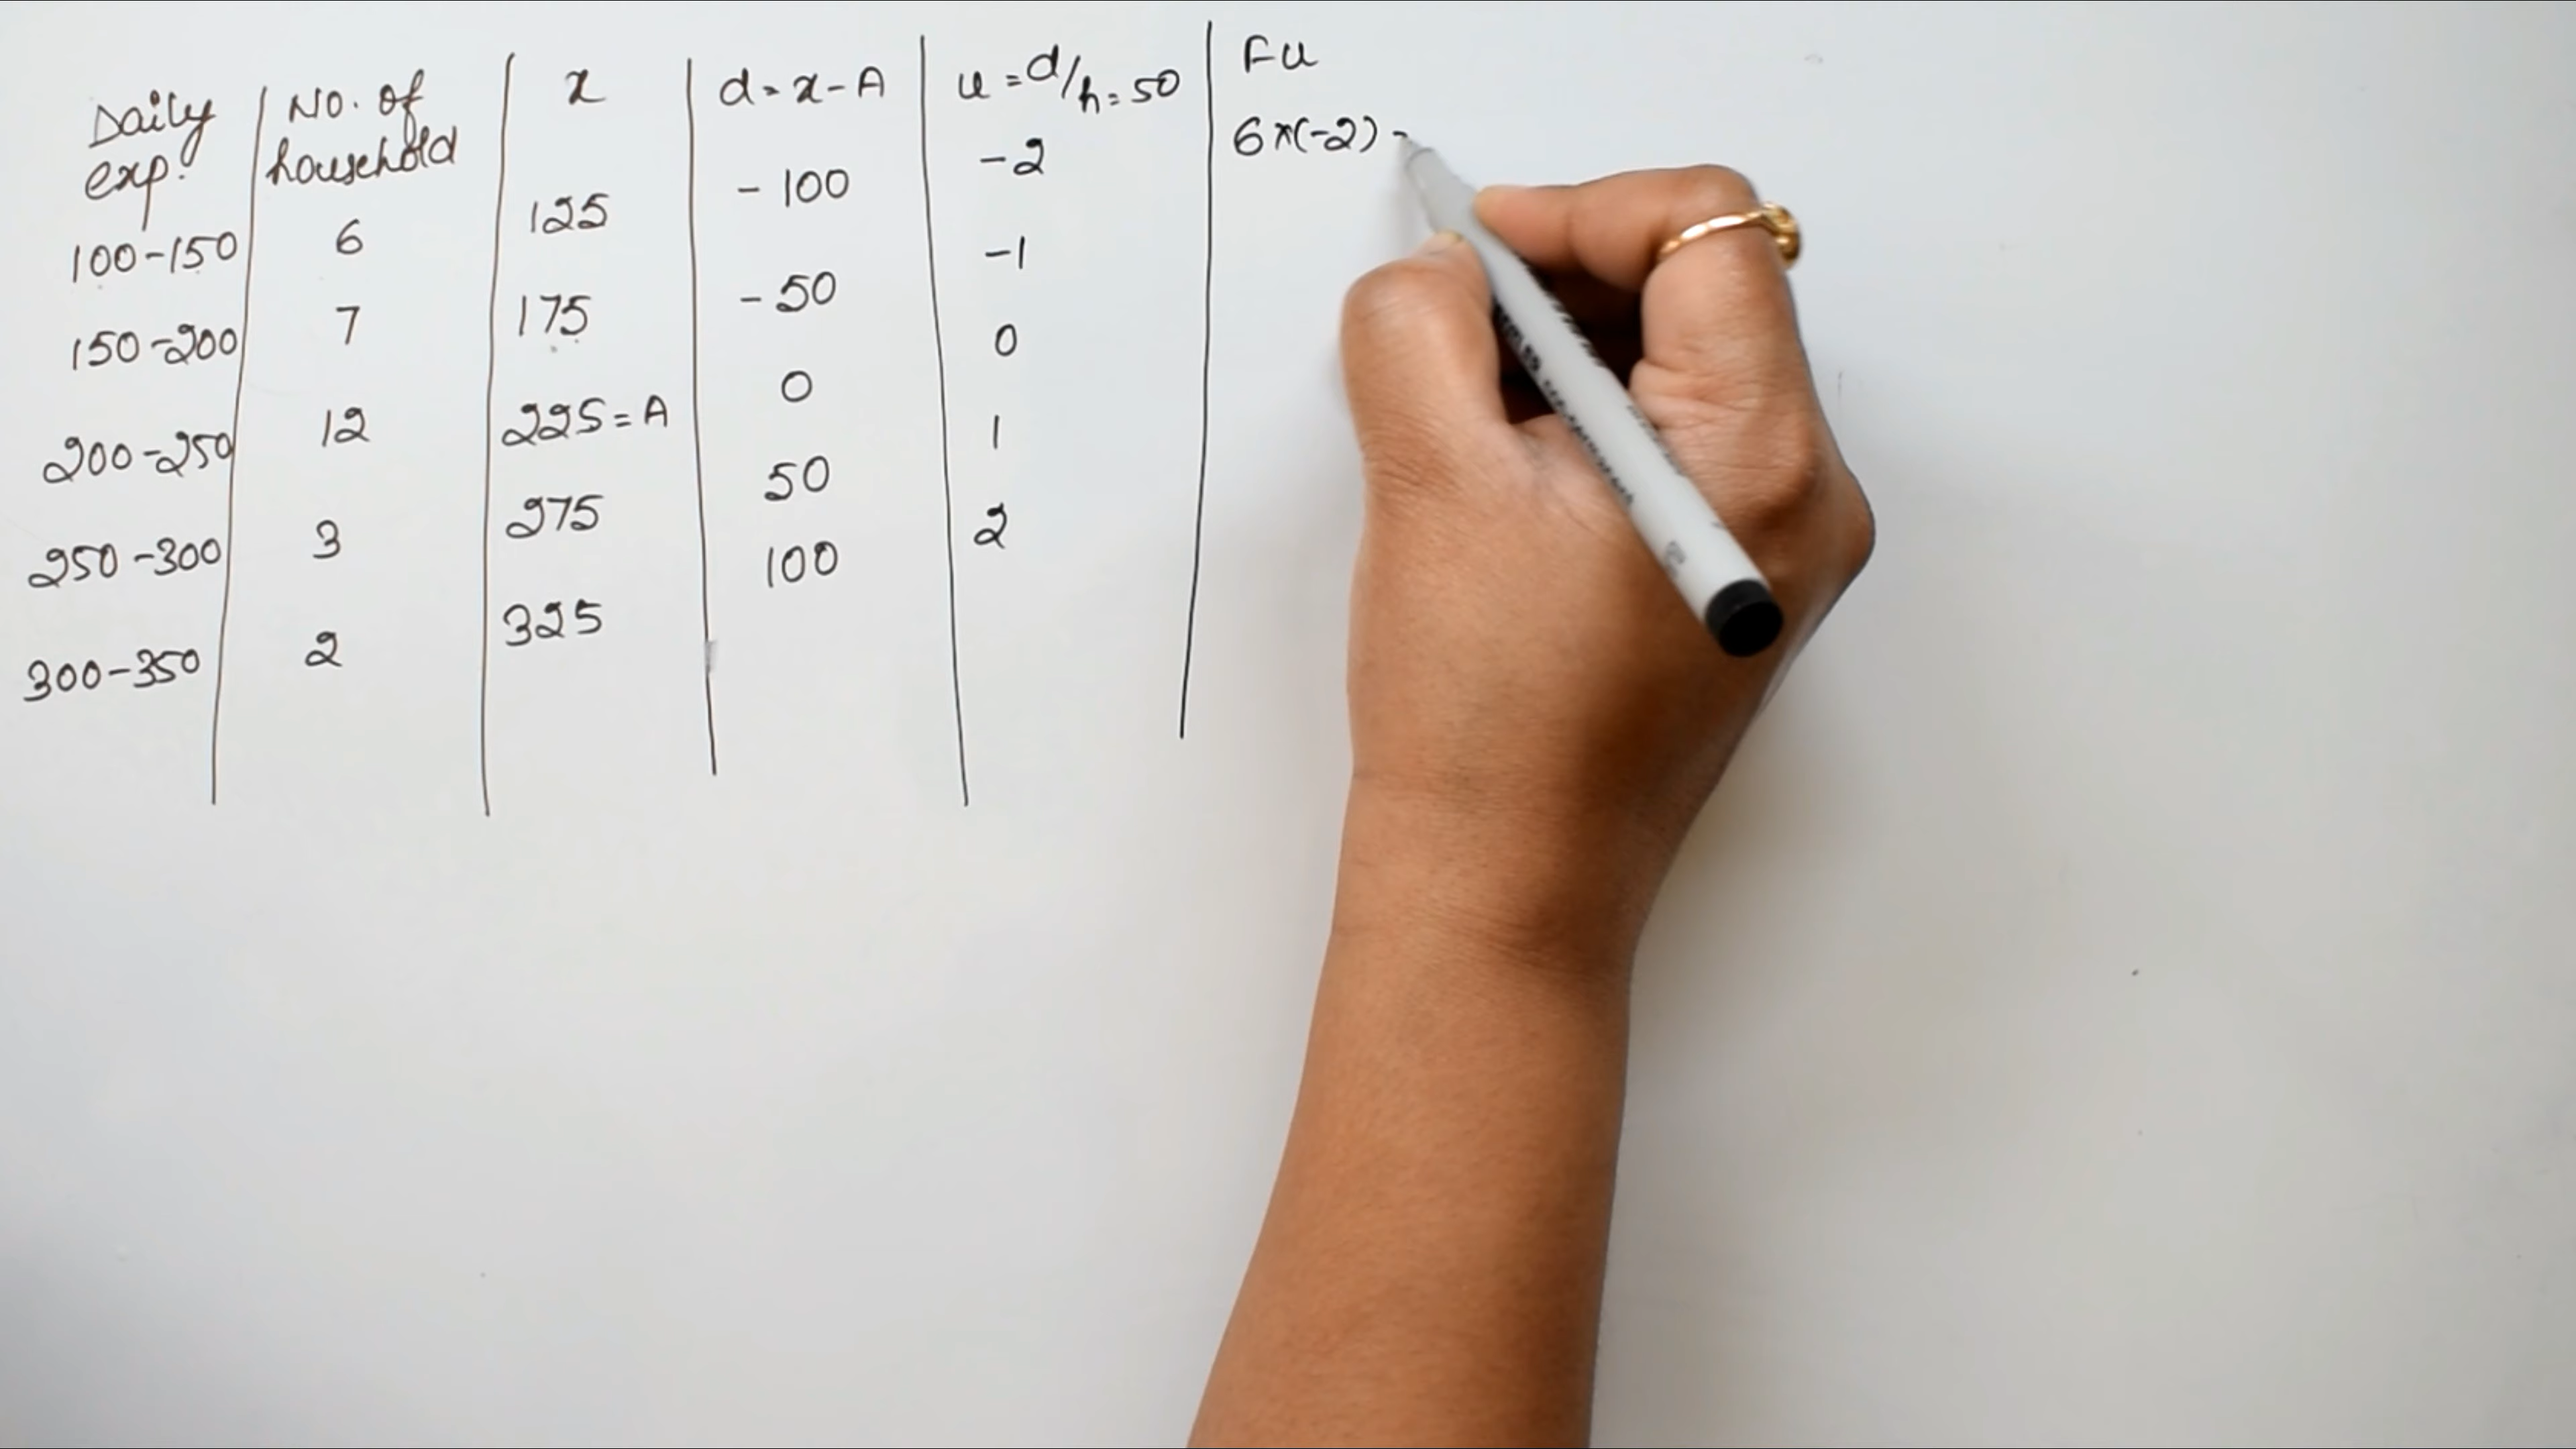 Daily exp. | No. of household | x | d = x - A | u = d/h = 50 | Fu
100-150 | 6 | 125 | - 100 | -2 | 6×(-2) -
150-200 | 7 | 175 | - 50 | -1
200-250 | 12 | 225 = A | 0 | 0
250-300 | 3 | 275 | 50 | 1
300-350 | 2 | 325 | 100 | 2